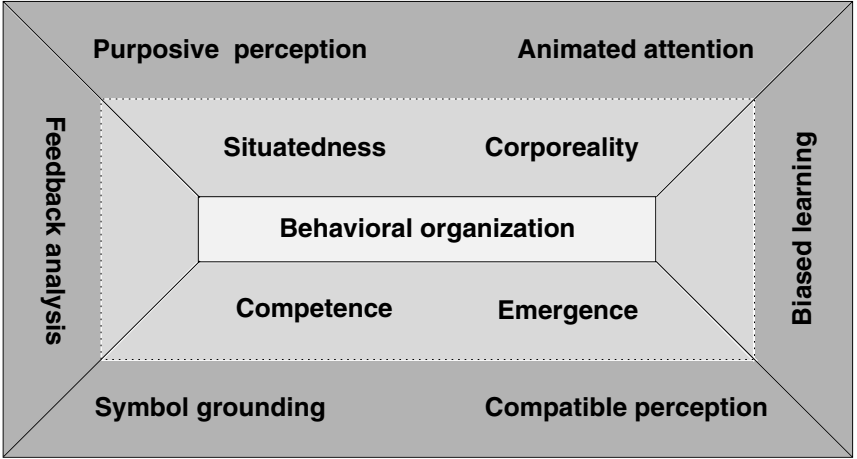 Purposive perception
Animated attention
Feedback analysis
Situatedness
Corporeality
Behavioral organization
Competence
Emergence
Biased learning
Symbol grounding
Compatible perception